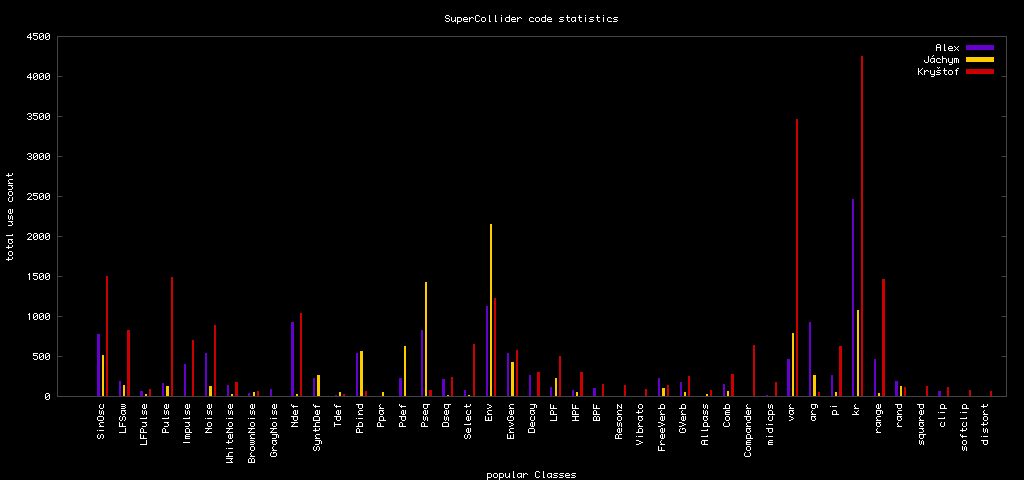 SuperCollider code statistics
Alex
Jáchym
Kryštof
4500
4000
3500
3000
2500
2000
1500
1000
500
0
total use count
SinOsc
LFSaw
LFPulse
Pulse
Impulse
Noise
WhiteNoise
BrownNoise
GrayNoise
Ndef
SynthDef
Tdef
Pbind
Ppar
Pdef
Pseq
Dseq
Select
Env
EnvGen
Decay
LPF
HPF
BPF
Resonz
Vibrato
FreeVerb
GVerb
Allpass
Comb
Compander
midicps
var
arg
pi
kr
range
rand
squared
clip
softclip
distort
popular Classes